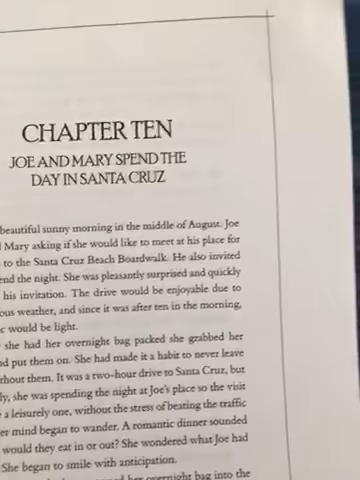 CHAPTER TEN
JOE AND MARY SPEND THE
DAY IN SANTA CRUZ
beautiful sunny morning in the middle of August. Joe
Mary asking if she would like to meet at his place for
to the Santa Cruz Beach Boardwalk. He also invited
end the night. She was pleasantly surprised and quickly
his invitation. The drive would be enjoyable due to
ous weather, and since it was after ten in the morning,
c would be light.
she had her overnight bag packed she grabbed her
nd put them on. She had made it a habit to never leave
thout them. It was a two-hour drive to Santa Cruz, but
ly, she was spending the night at Joe's place so the visit
e a leisurely one, without the stress of beating the traffic
er mind began to wander. A romantic dinner sounded
would they eat in or out? She wondered what Joe had
She began to smile with anticipation.
her overnight bag into the